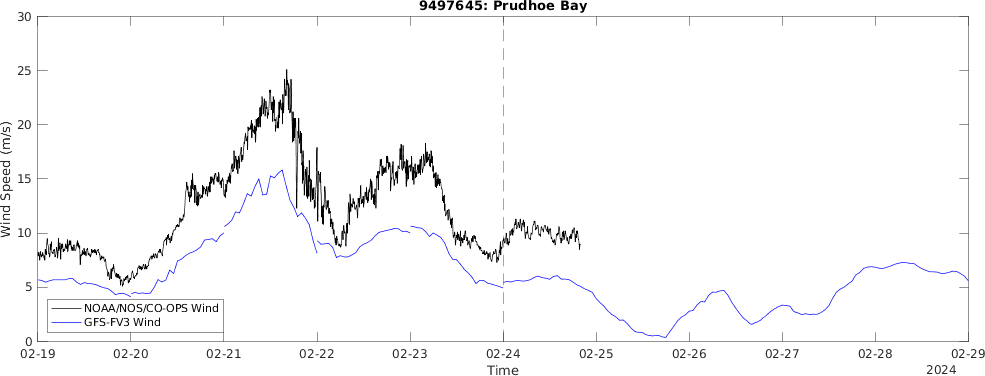 9497645: Prudhoe Bay
30
25
20
15
10
5
0
Wind Speed (m/s)
NOAA/NOS/CO-OPS Wind
GFS-FV3 Wind
02-19 02-20 02-21 02-22 02-23 02-24 02-25 02-26 02-27 02-28 02-29
Time
2024